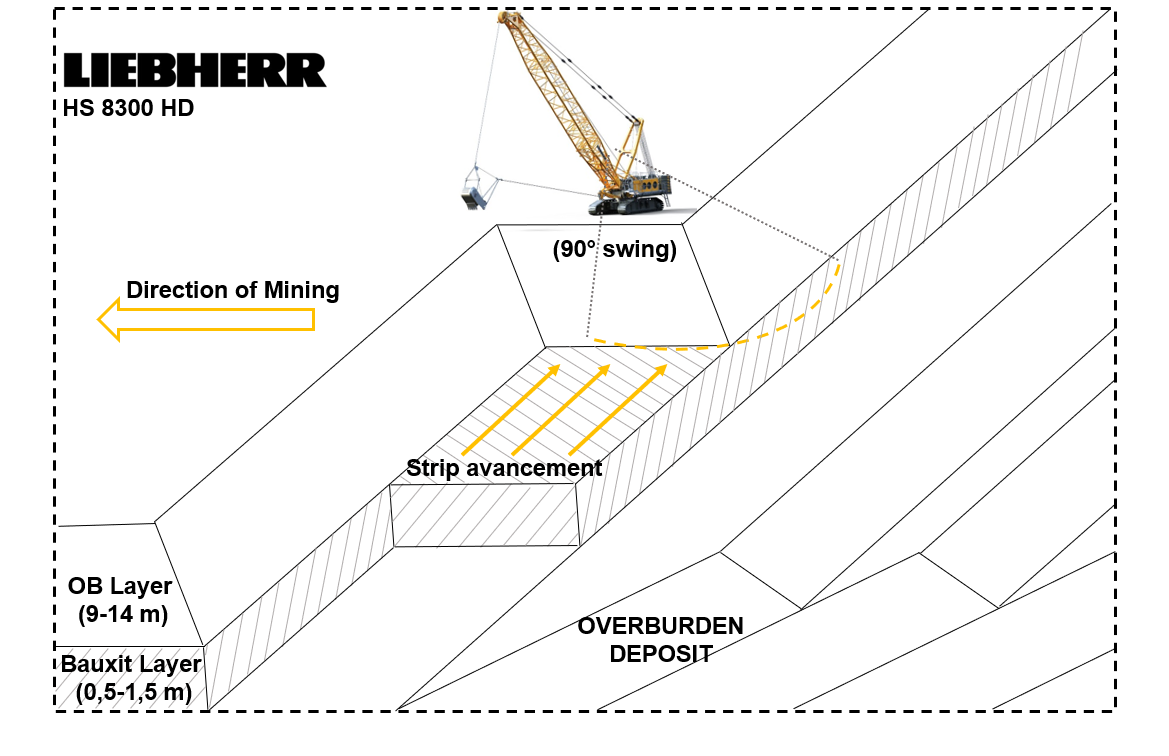 LIEBHERR
HS 8300 HD
(90° swing)
Direction of Mining
Strip avancement
OB Layer
(9-14 m)
OVERBURDEN
DEPOSIT
Bauxit Layer
(0,5-1,5 m)